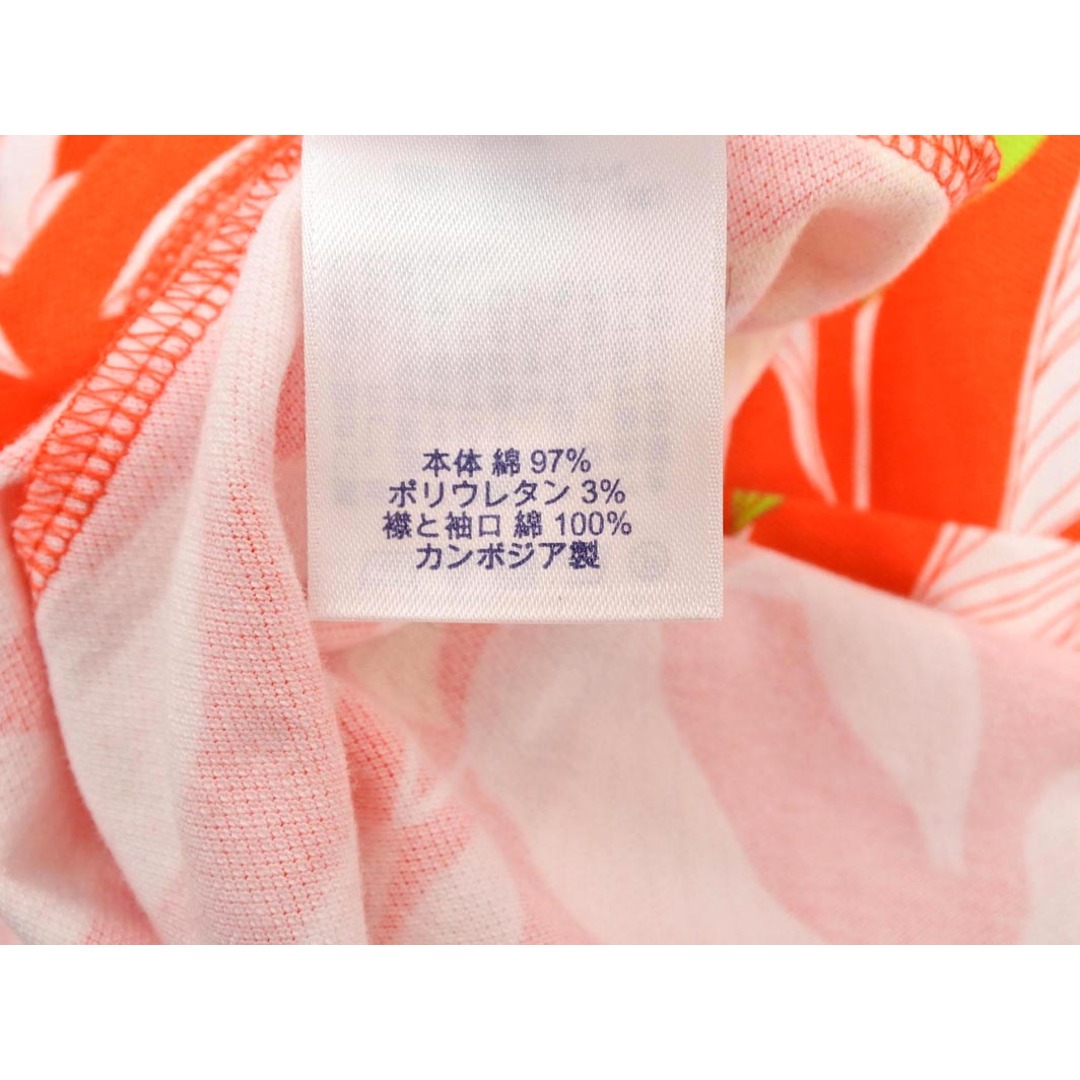 本体 綿 97%
ポリウレタン 3%
襟と袖口 綿 100%
カンボジア製